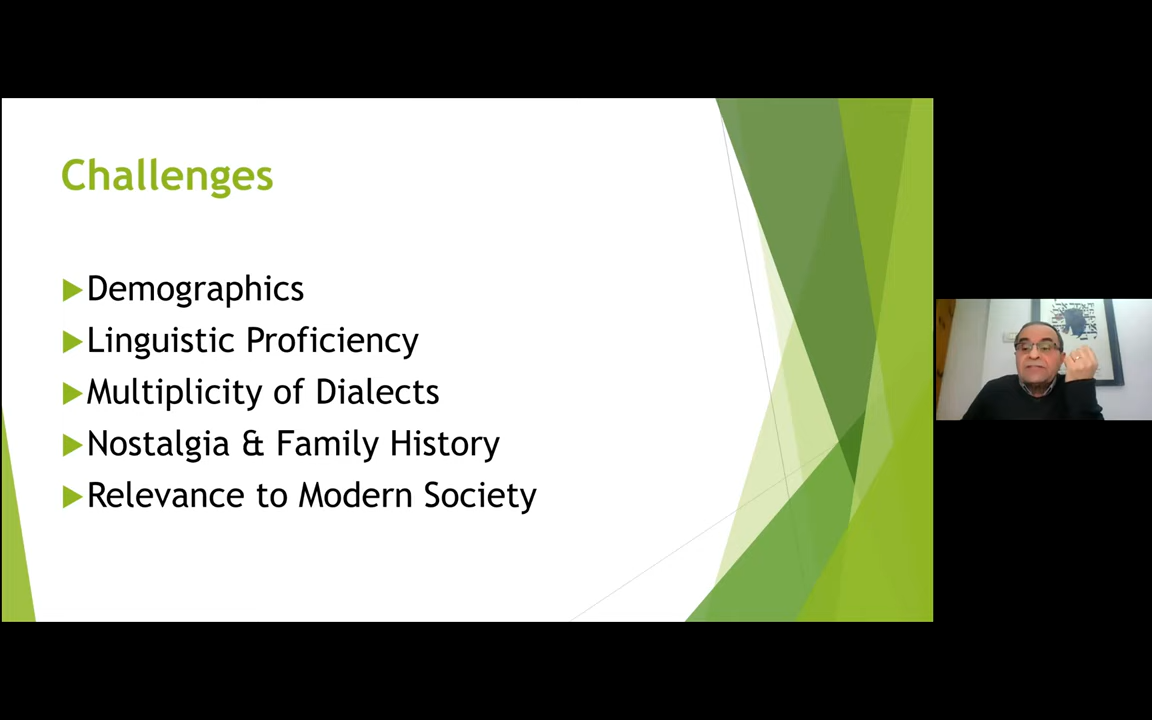 Challenges
Demographics
Linguistic Proficiency
Multiplicity of Dialects
Nostalgia & Family History
Relevance to Modern Society